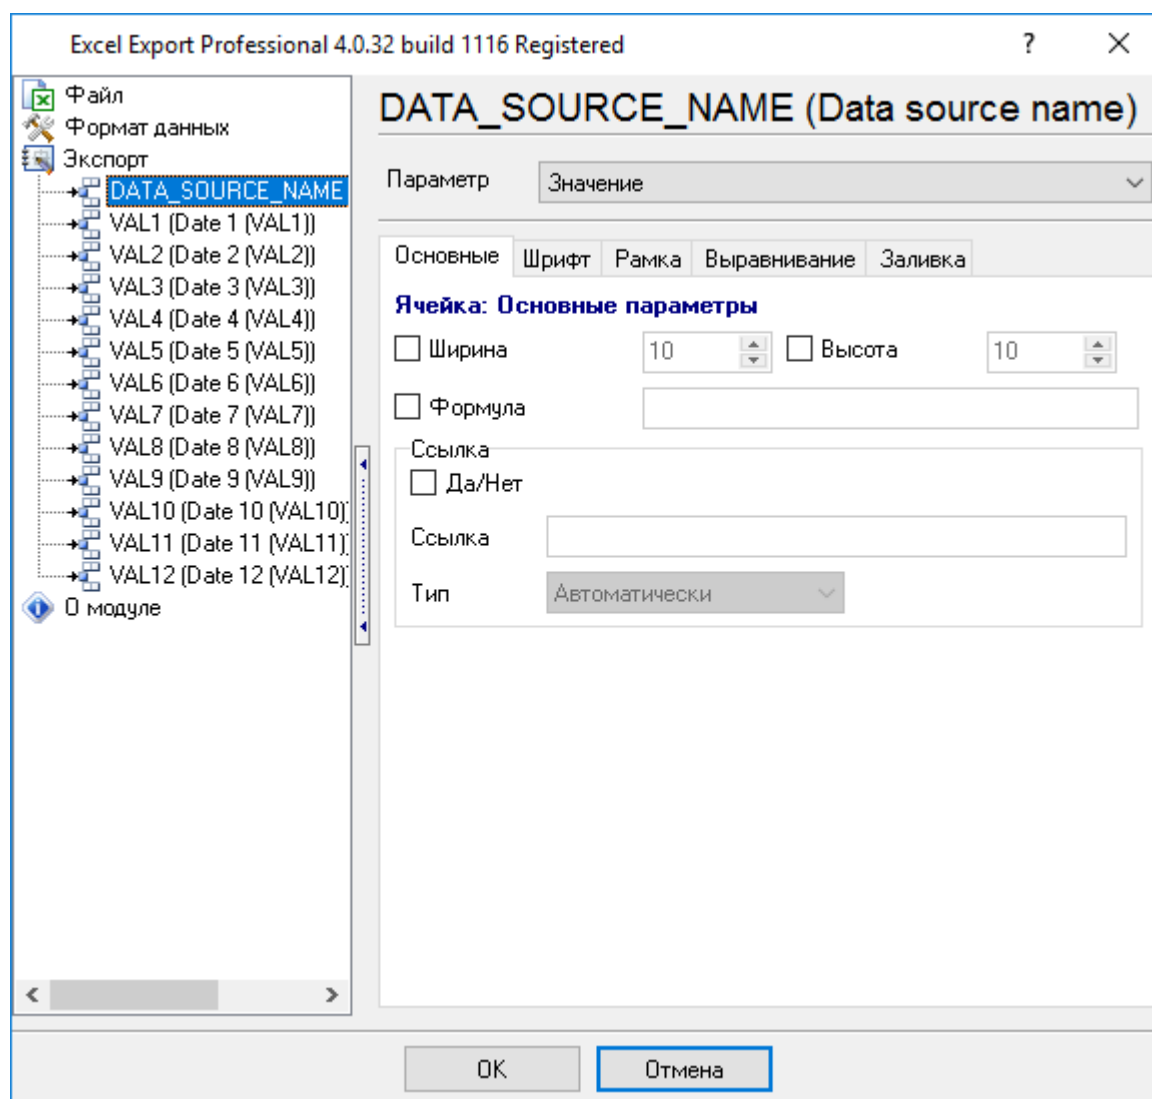 Excel Export Professional 4.0.32 build 1116 Registered
?
Файл
Формат данных
Экспорт
DATA_SOURCE_NAME
VAL1 (Date 1 (VAL1))
VAL2 (Date 2 (VAL2))
VAL3 (Date 3 (VAL3))
VAL4 (Date 4 (VAL4))
VAL5 (Date 5 (VAL5))
VAL6 (Date 6 (VAL6))
VAL7 (Date 7 (VAL7))
VAL8 (Date 8 (VAL8))
VAL9 (Date 9 (VAL9))
VAL10 (Date 10 (VAL10)
VAL11 (Date 11 (VAL11)
VAL12 (Date 12 (VAL12)
О модуле
DATA_SOURCE_NAME (Data source name)
Параметр Значение
Основные Шрифт Рамка Выравнивание Заливка
Ячейка: Основные параметры
Ширина 10 Высота 10
Формула
Ссылка
Да/Нет
Ссылка
Тип Автоматически
OK Отмена